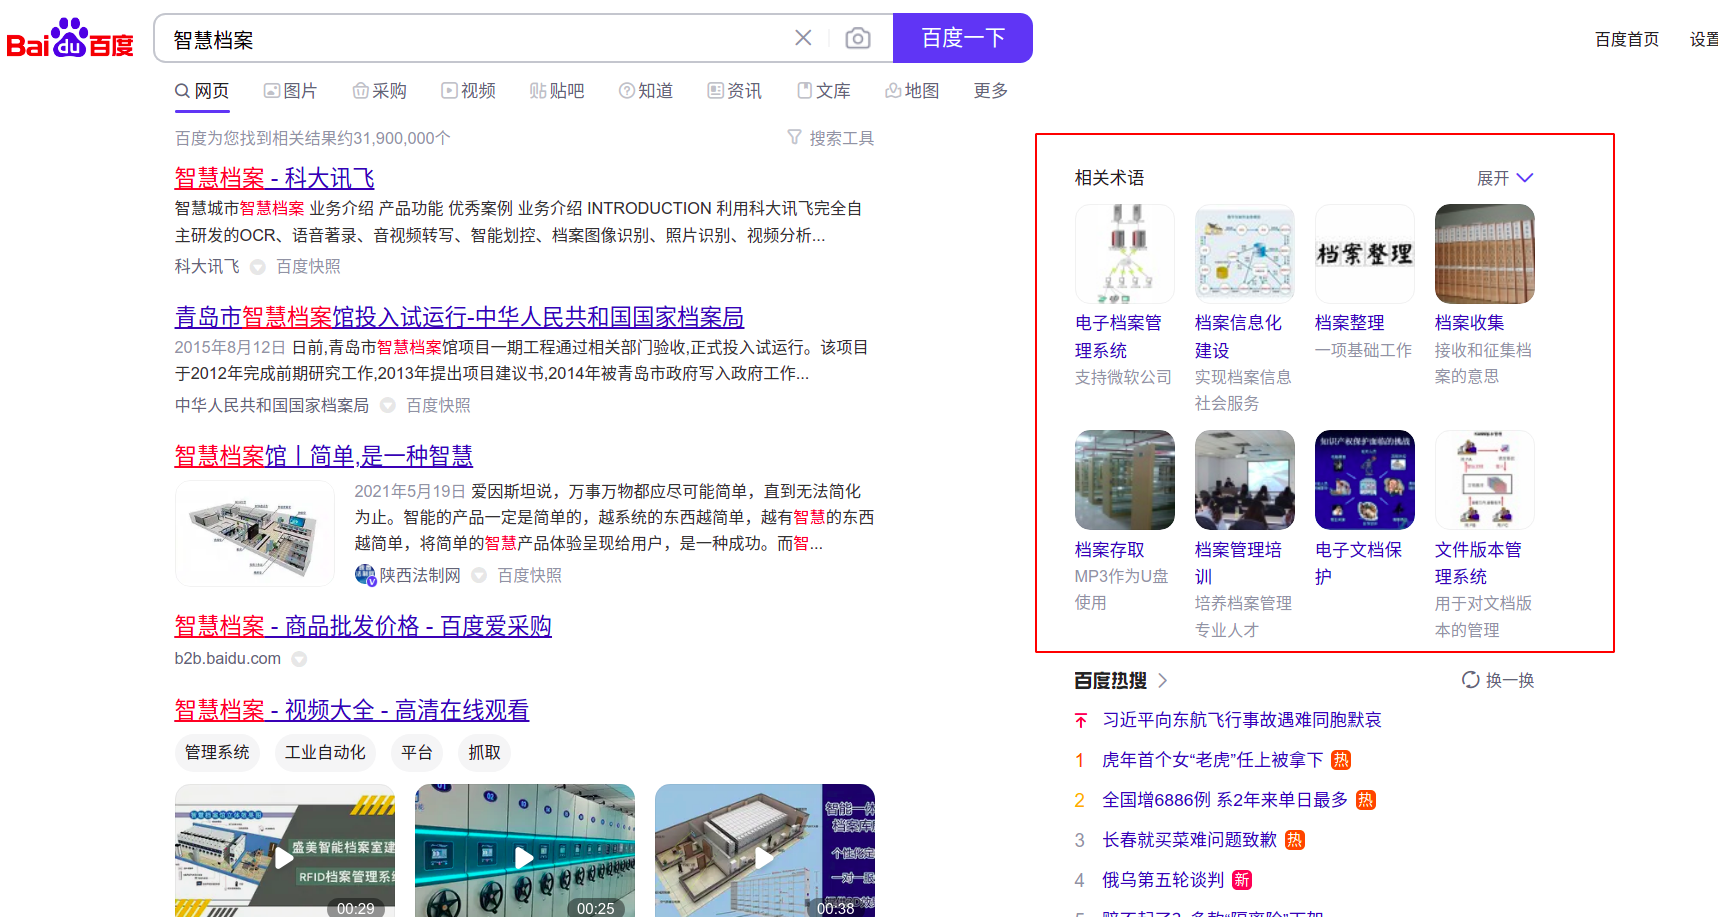 Bai du 百度
智慧档案
百度一下
百度首页 设置
网页 图片 采购 视频 贴吧 知道 资讯 文库 地图 更多
百度为您找到相关结果约31,900,000个
搜索工具
智慧档案 - 科大讯飞
智慧城市智慧档案 业务介绍 产品功能 优秀案例 业务介绍 INTRODUCTION 利用科大讯飞完全自
主研发的OCR、语音著录、音视频转写、智能划控、档案图像识别、照片识别、视频分析...
科大讯飞 百度快照
青岛市智慧档案馆投入试运行-中华人民共和国国家档案局
2015年8月12日 日前,青岛市智慧档案馆项目一期工程通过相关部门验收,正式投入试运行。该项目
于2012年完成前期研究工作,2013年提出项目建议书,2014年被青岛市政府写入政府工作...
中华人民共和国国家档案局 百度快照
智慧档案馆丨简单,是一种智慧
2021年5月19日 爱因斯坦说，万事万物都应尽可能简单，直到无法简化
为止。智能的产品一定是简单的，越系统的东西越简单，越有智慧的东西
越简单，将简单的智慧产品体验呈现给用户，是一种成功。而智...
陕西法制网 百度快照
智慧档案 - 商品批发价格 - 百度爱采购
b2b.baidu.com
智慧档案 - 视频大全 - 高清在线观看
管理系统 工业自动化 平台 抓取
盛美智能档案室建
RFID档案管理系
00:29
00:25
智能一体
档案库
个性化定
一对一服
00:38
相关术语
展开
档案整理
电子档案管
理系统
支持微软公司
档案信息化
建设
实现档案信息
社会服务
档案整理
一项基础工作
档案收集
接收和征集档
案的意思
知识产权保护面临的挑战
档案存取
MP3作为U盘
使用
档案管理培
训
培养档案管理
专业人才
电子文档保
护
文件版本管
理系统
用于对文档版
本的管理
百度热搜
换一换
习近平向东航飞行事故遇难同胞默哀
1 虎年首个女“老虎”任上被拿下 热
2 全国增6886例 系2年来单日最多 热
3 长春就买菜难问题致歉 热
4 俄乌第五轮谈判 新